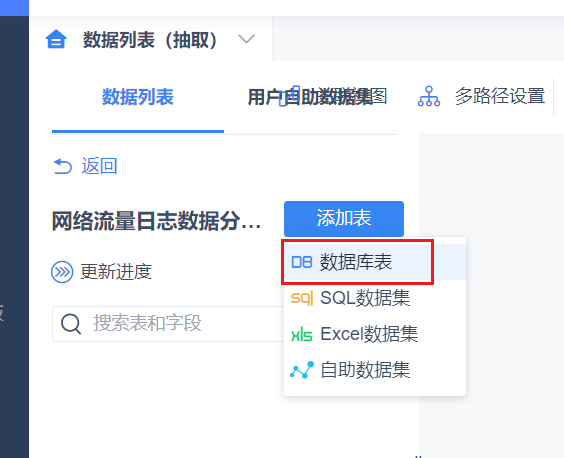 数据列表（抽取）
数据列表
用户自助数据集
图
多路径设置
返回
网络流量日志数据分...
添加表
更新进度
DB 数据库表
sql SQL数据集
搜索表和字段
xls Excel数据集
自助数据集